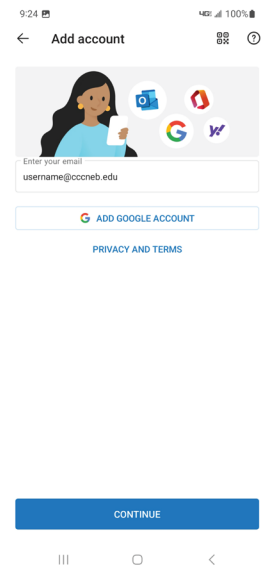 9:24
4G 100%
Add account
Enter your email
username@cccneb.edu
ADD GOOGLE ACCOUNT
PRIVACY AND TERMS
CONTINUE